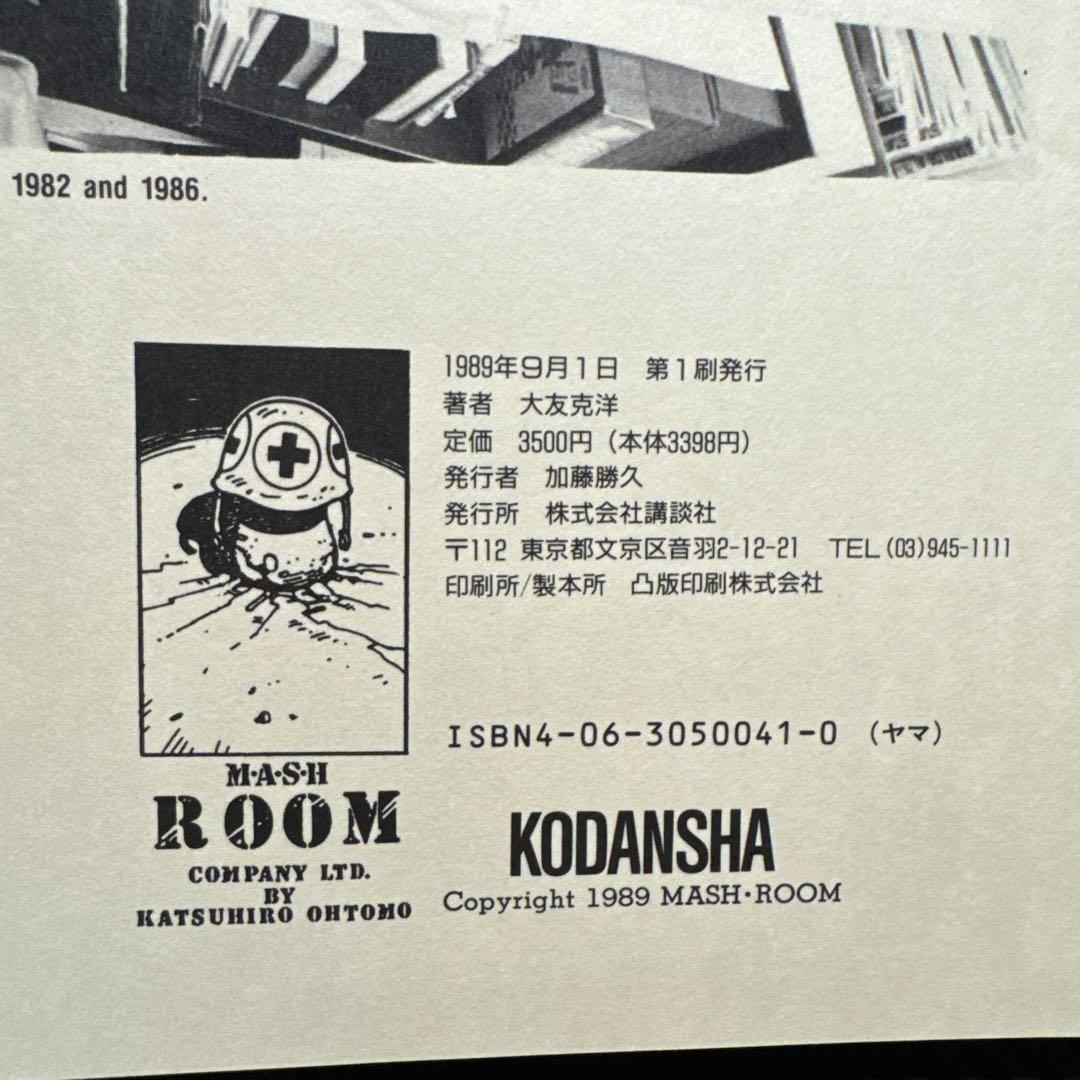 1982 and 1986.
1989年9月1日　第1刷発行
著者　大友克洋
定価　3500円（本体3398円）
発行者　加藤勝久
発行所　株式会社講談社
〒112 東京都文京区音羽2-12-21　TEL(03)945-1111
印刷所/製本所　凸版印刷株式会社
ISBN4-06-3050041-0 （ヤマ）
M·A·S·H
ROOM
COMPANY LTD.
BY
KATSUHIRO OHTOMO
KODANSHA
Copyright 1989 MASH·ROOM